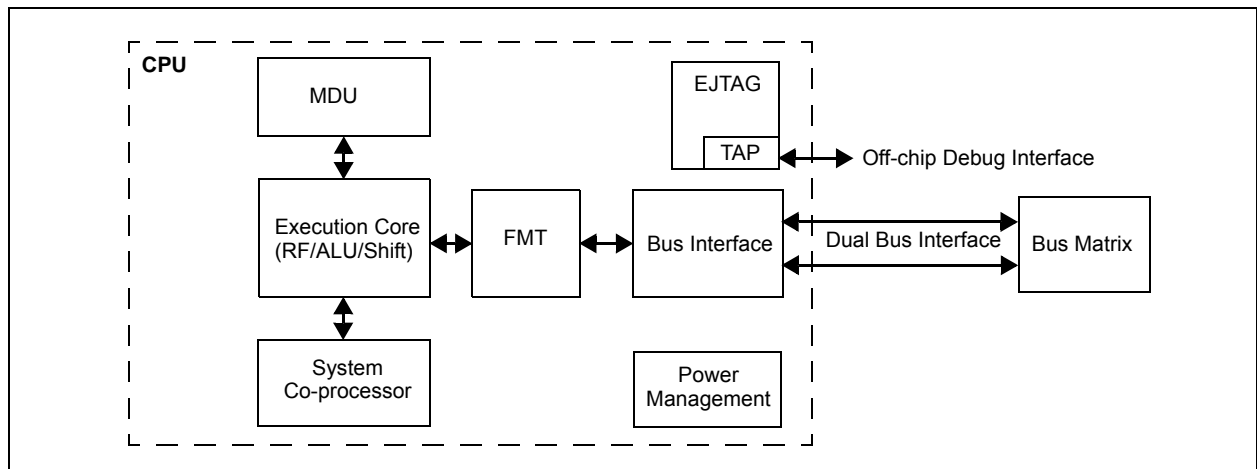 CPU
MDU
EJTAG
TAP
Off-chip Debug Interface
Execution Core
(RF/ALU/Shift)
FMT
Bus Interface
Dual Bus Interface
Bus Matrix
System
Co-processor
Power
Management